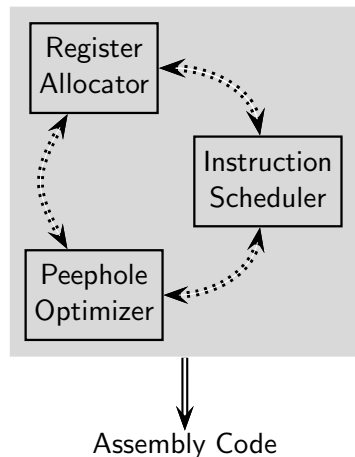 Register
Allocator
Instruction
Scheduler
Peephole
Optimizer
Assembly Code